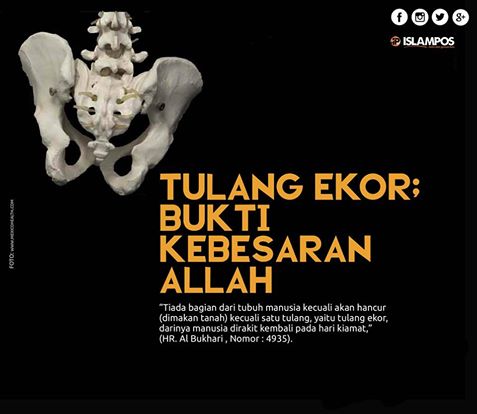 ISLAMPOS
TULANG EKOR;
BUKTI
KEBESARAN
ALLAH
"Tiada bagian dari tubuh manusia kecuali akan hancur
(dimakan tanah) kecuali satu tulang, yaitu tulang ekor,
darinya manusia dirakit kembali pada hari kiamat,"
(HR. Al Bukhari , Nomor : 4935).